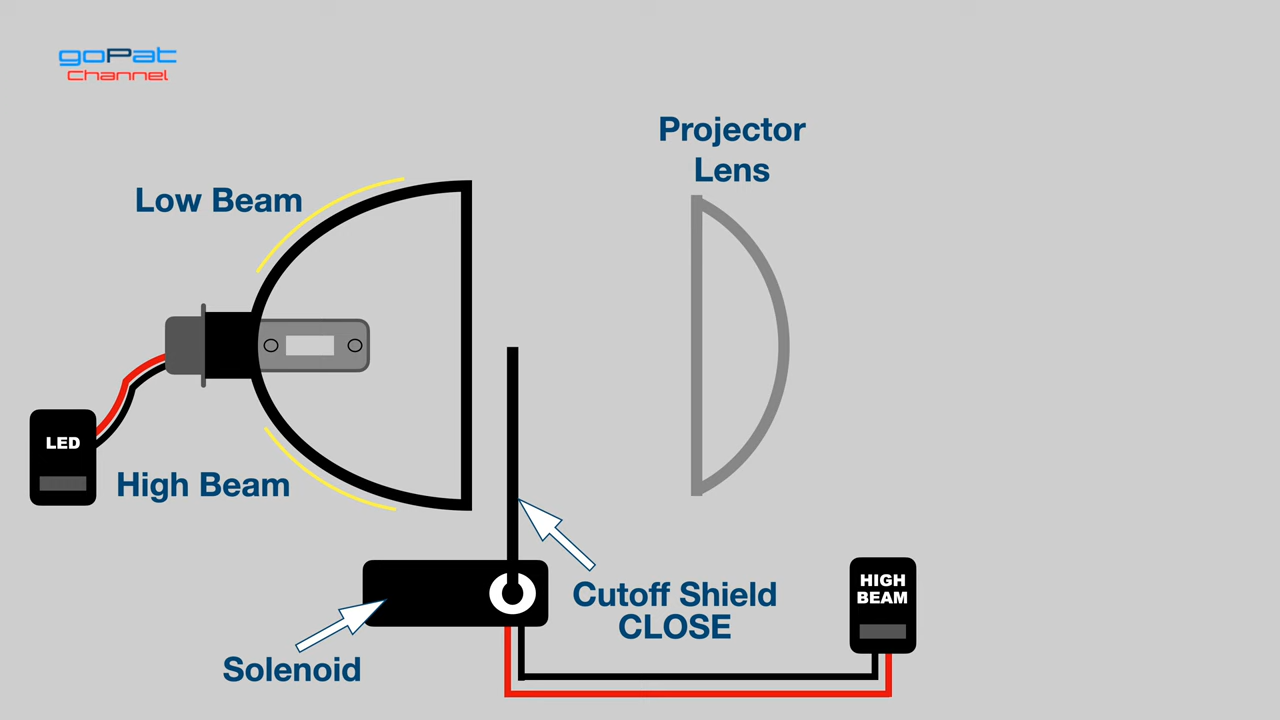 goPat
Channel
Projector
Lens
Low Beam
LED
High Beam
HIGH
BEAM
Cutoff Shield
CLOSE
Solenoid